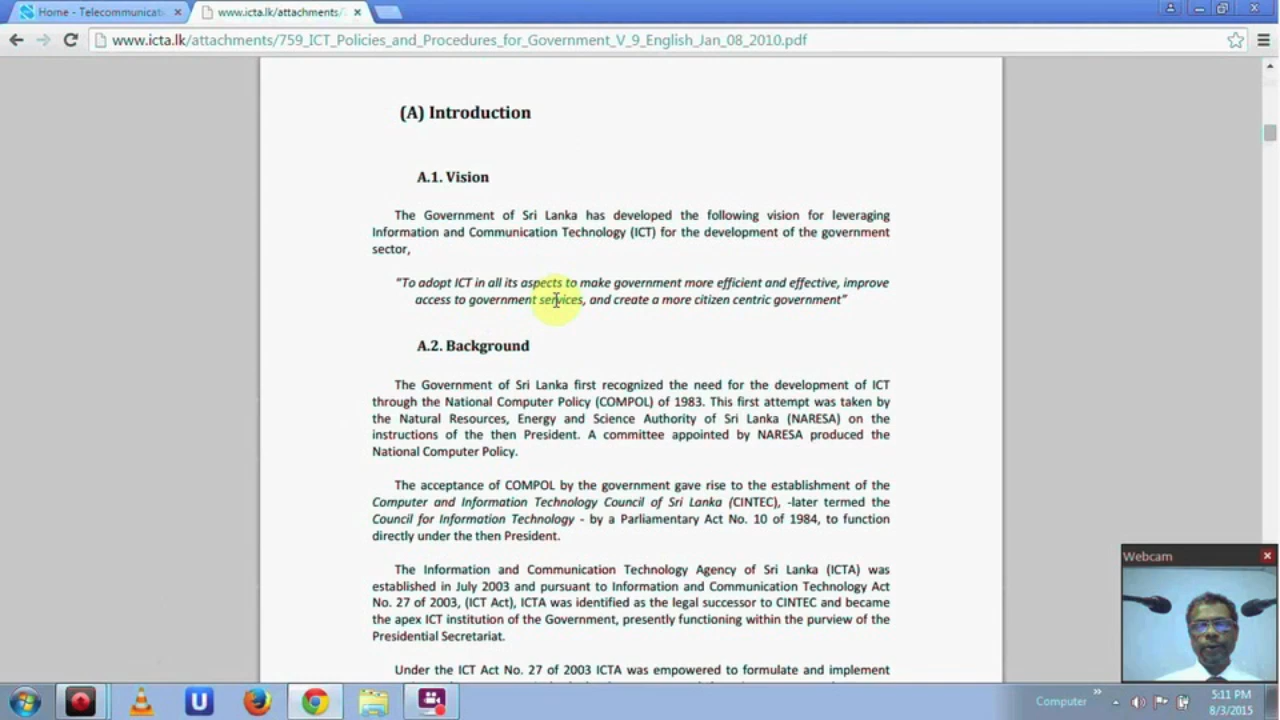 Home - Telecommunicati
www.icta.lk/attachments/
www.icta.lk/attachments/759_ICT_Policies_and_Procedures_for_Government_V_9_English_Jan_08_2010.pdf
(A) Introduction
A.1. Vision
The Government of Sri Lanka has developed the following vision for leveraging
Information and Communication Technology (ICT) for the development of the government
sector,
“To adopt ICT in all its aspects to make government more efficient and effective, improve
access to government services, and create a more citizen centric government”
A.2. Background
The Government of Sri Lanka first recognized the need for the development of ICT
through the National Computer Policy (COMPOL) of 1983. This first attempt was taken by
the Natural Resources, Energy and Science Authority of Sri Lanka (NARESA) on the
instructions of the then President. A committee appointed by NARESA produced the
National Computer Policy.
The acceptance of COMPOL by the government gave rise to the establishment of the
Computer and Information Technology Council of Sri Lanka (CINTEC), -later termed the
Council for Information Technology - by a Parliamentary Act No. 10 of 1984, to function
directly under the then President.
The Information and Communication Technology Agency of Sri Lanka (ICTA) was
established in July 2003 and pursuant to Information and Communication Technology Act
No. 27 of 2003, (ICT Act), ICTA was identified as the legal successor to CINTEC and became
the apex ICT institution of the Government, presently functioning within the purview of the
Presidential Secretariat.
Under the ICT Act No. 27 of 2003 ICTA was empowered to formulate and implement
Webcam
Computer
5:11 PM
8/3/2015